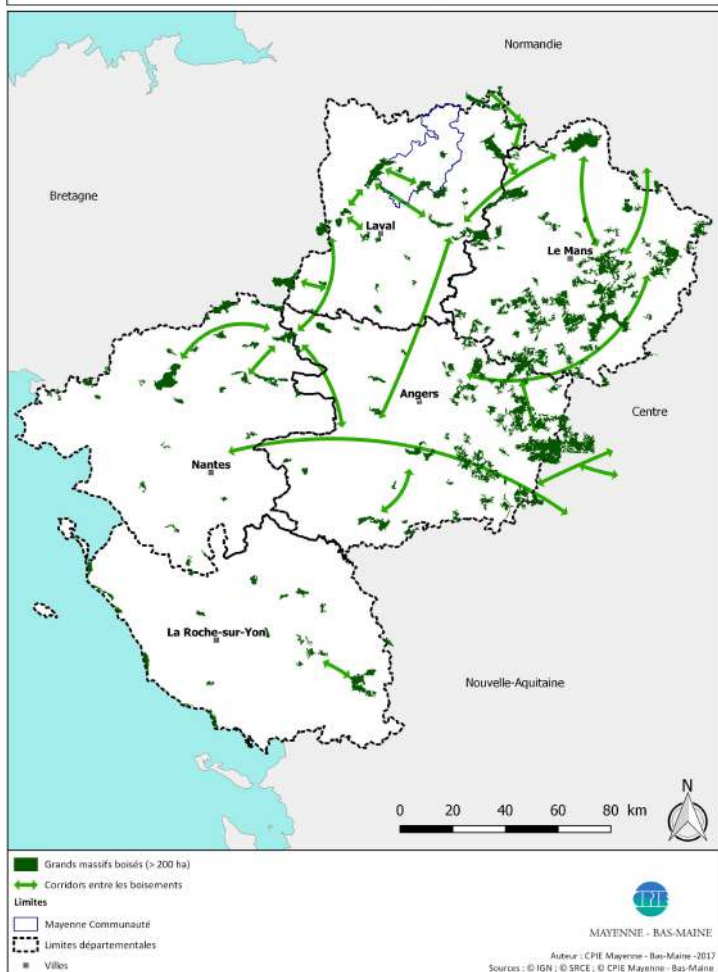 Normandie
Bretagne
Laval
Le Mans
Angers
Centre
Nantes
La Roche-sur-Yon
Nouvelle-Aquitaine
N
0 20 40 60 80 km
Grands massifs boisés (> 200 ha)
Corridors entre les boisements
Limites
Mayenne Communauté
Limites départementales
Villes
CPIE
MAYENNE - BAS-MAINE
Auteur : CPIE Mayenne - Bas-Maine -2017
Sources : © IGN ; © SRCE ; © CPIE Mayenne - Bas-Maine